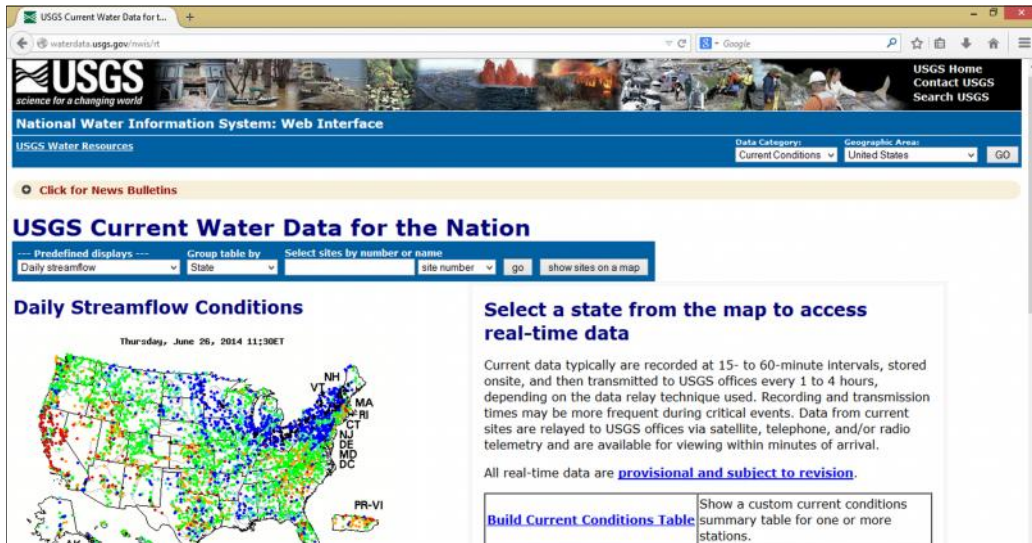 USGS Current Water Data for t...
waterdata.usgs.gov/nwis/rt
Google
USGS
science for a changing world
USGS Home
Contact USGS
Search USGS
National Water Information System: Web Interface
USGS Water Resources
Data Category:
Geographic Area:
Current Conditions
United States
GO
Click for News Bulletins
USGS Current Water Data for the Nation
--- Predefined displays ---
Group table by
Select sites by number or name
Daily streamflow
State
site number
go
show sites on a map
Daily Streamflow Conditions
Thursday, June 26, 2014 11:30ET
NH
VT
MA
RI
CT
NJ
DE
MD
DC
PR-VI
AK
Select a state from the map to access
real-time data
Current data typically are recorded at 15- to 60-minute intervals, stored
onsite, and then transmitted to USGS offices every 1 to 4 hours,
depending on the data relay technique used. Recording and transmission
times may be more frequent during critical events. Data from current
sites are relayed to USGS offices via satellite, telephone, and/or radio
telemetry and are available for viewing within minutes of arrival.
All real-time data are provisional and subject to revision.
Build Current Conditions Table
Show a custom current conditions
summary table for one or more
stations.